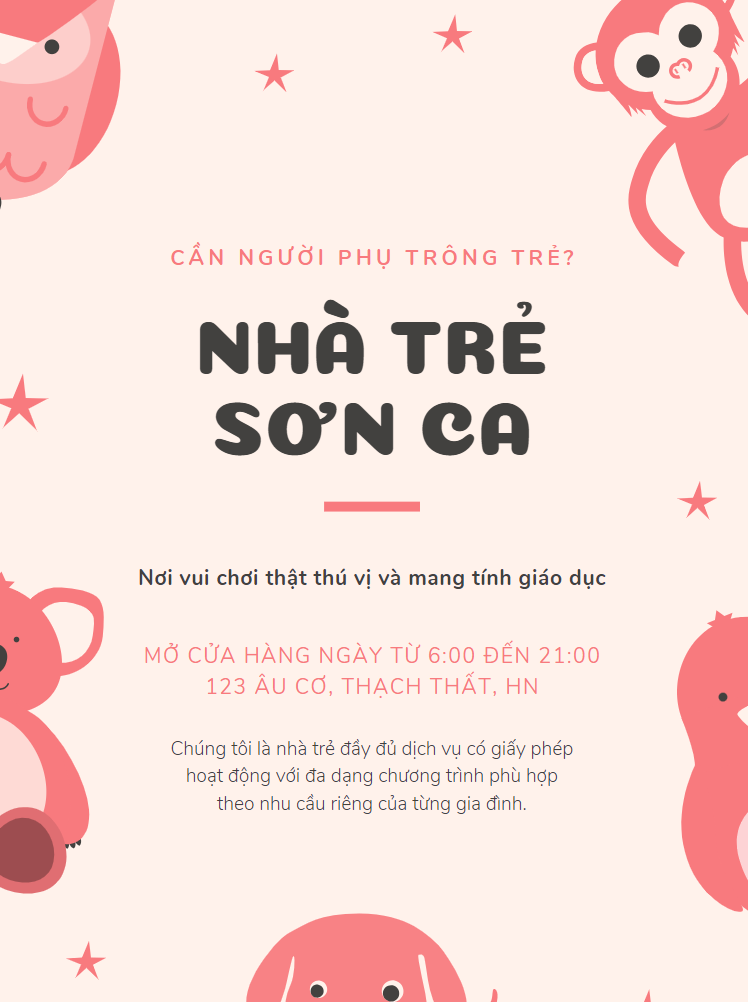 CẦN NGƯỜI PHỤ TRÔNG TRẺ?
NHÀ TRẺ
SƠN CA
Nơi vui chơi thật thú vị và mang tính giáo dục
MỞ CỬA HÀNG NGÀY TỪ 6:00 ĐẾN 21:00
123 ÂU CƠ, THẠCH THẤT, HN
Chúng tôi là nhà trẻ đầy đủ dịch vụ có giấy phép
hoạt động với đa dạng chương trình phù hợp
theo nhu cầu riêng của từng gia đình.